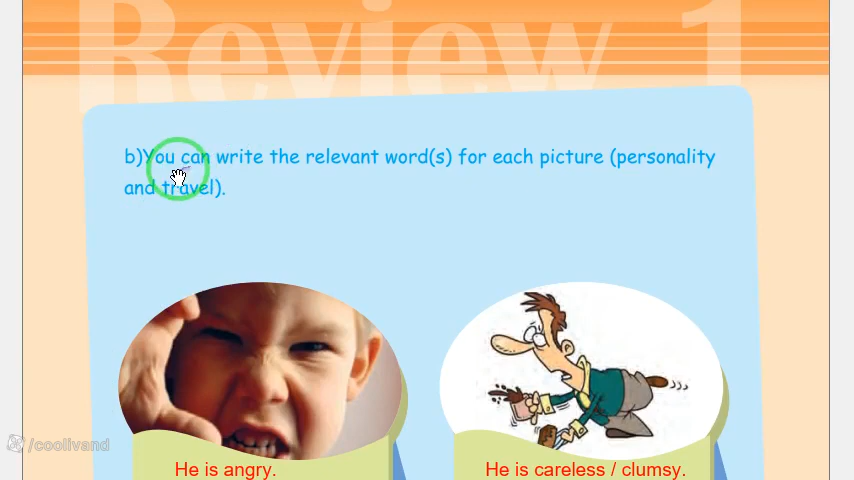 Review 1
b)You can write the relevant word(s) for each picture (personality
and travel).
/coolivand
He is angry.
He is careless / clumsy.